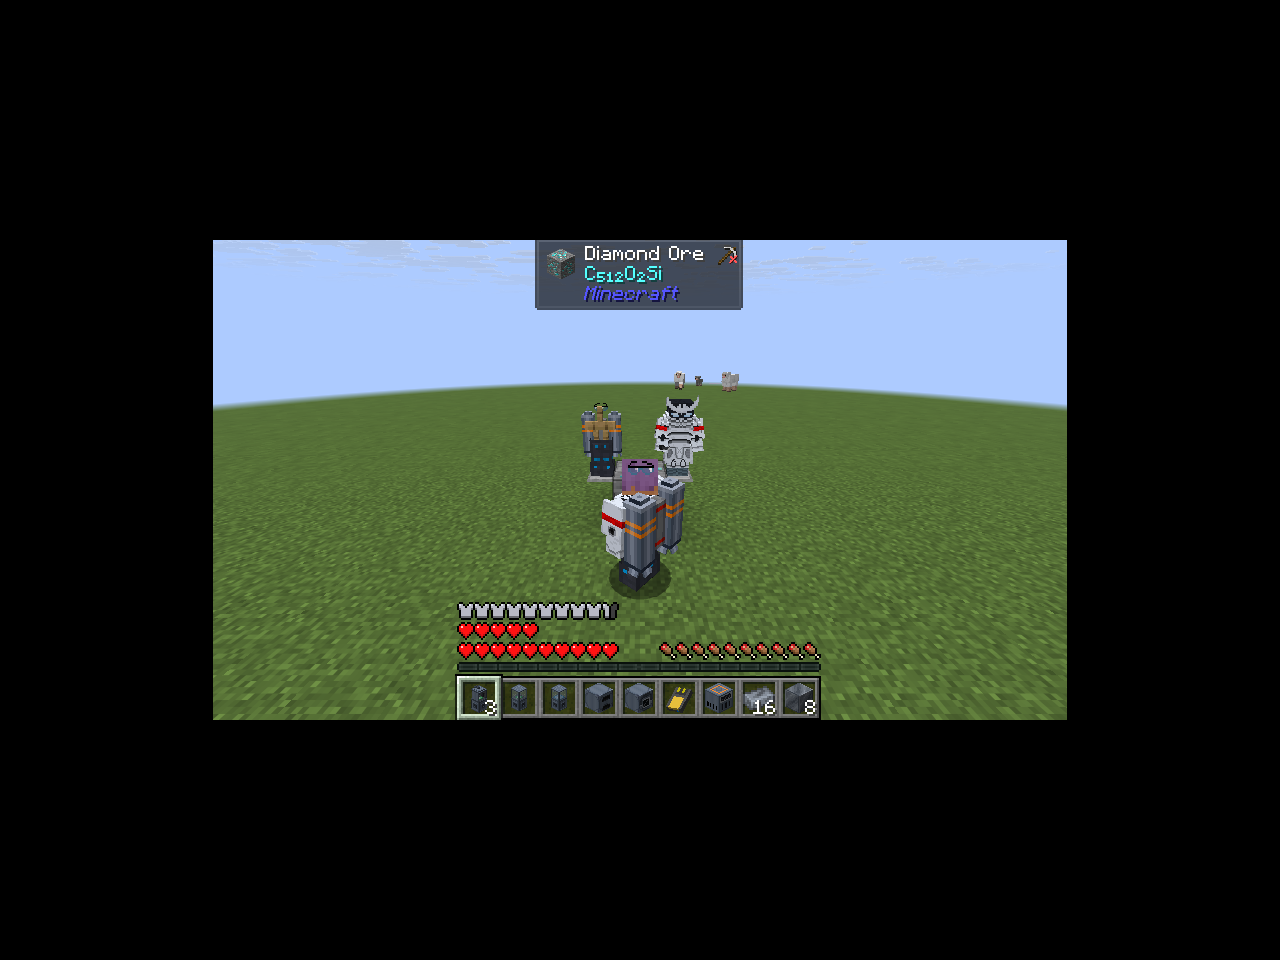 Diamond Ore
C₅₁₂O₂Si
Minecraft
3
16
8